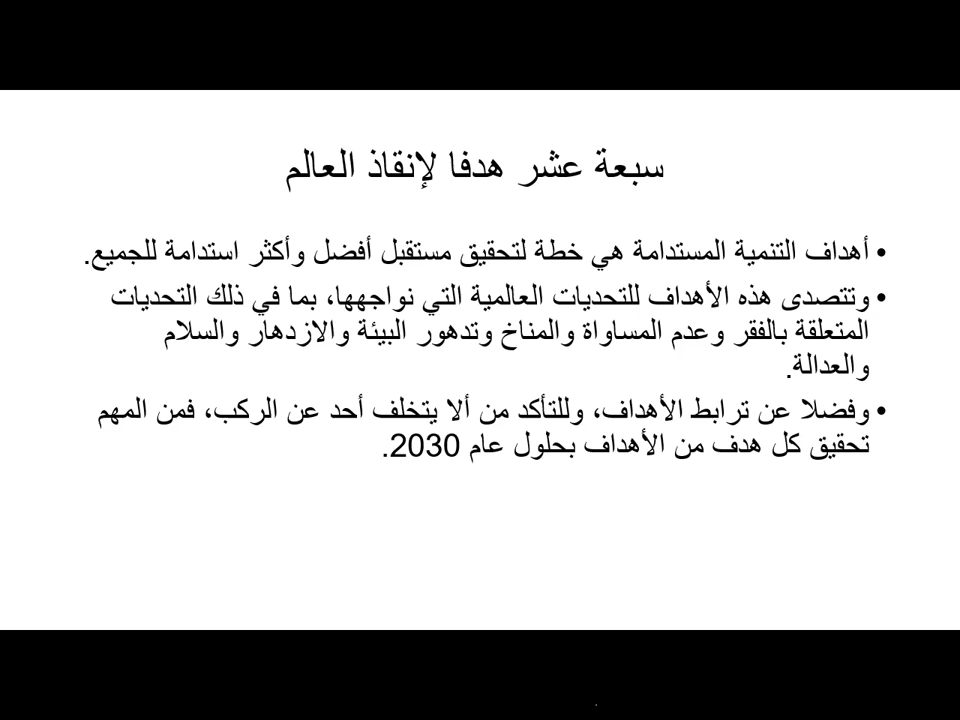 سبعة عشر هدفا لإنقاذ العالم
• أهداف التنمية المستدامة هي خطة لتحقيق مستقبل أفضل وأكثر استدامة للجميع.
• وتتصدى هذه الأهداف للتحديات العالمية التي نواجهها، بما في ذلك التحديات
المتعلقة بالفقر وعدم المساواة والمناخ وتدهور البيئة والازدهار والسلام
والعدالة.
• وفضلا عن ترابط الأهداف، وللتأكد من ألا يتخلف أحد عن الركب، فمن المهم
تحقيق كل هدف من الأهداف بحلول عام 2030.